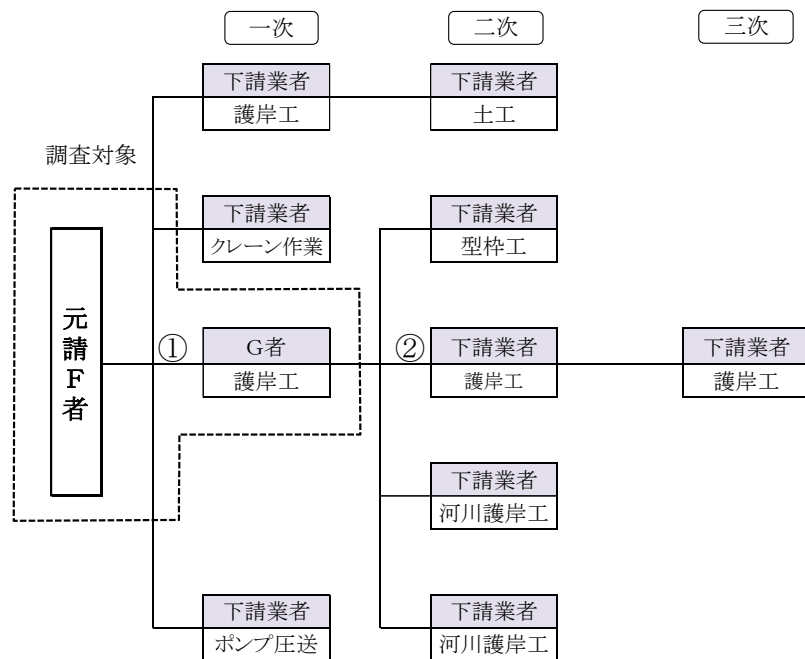 一次
二次
三次
下請業者
護岸工
下請業者
土工
調査対象
下請業者
クレーン作業
下請業者
型枠工
元請F者
①
G者
護岸工
②
下請業者
護岸工
下請業者
護岸工
下請業者
河川護岸工
下請業者
ポンプ圧送
下請業者
河川護岸工